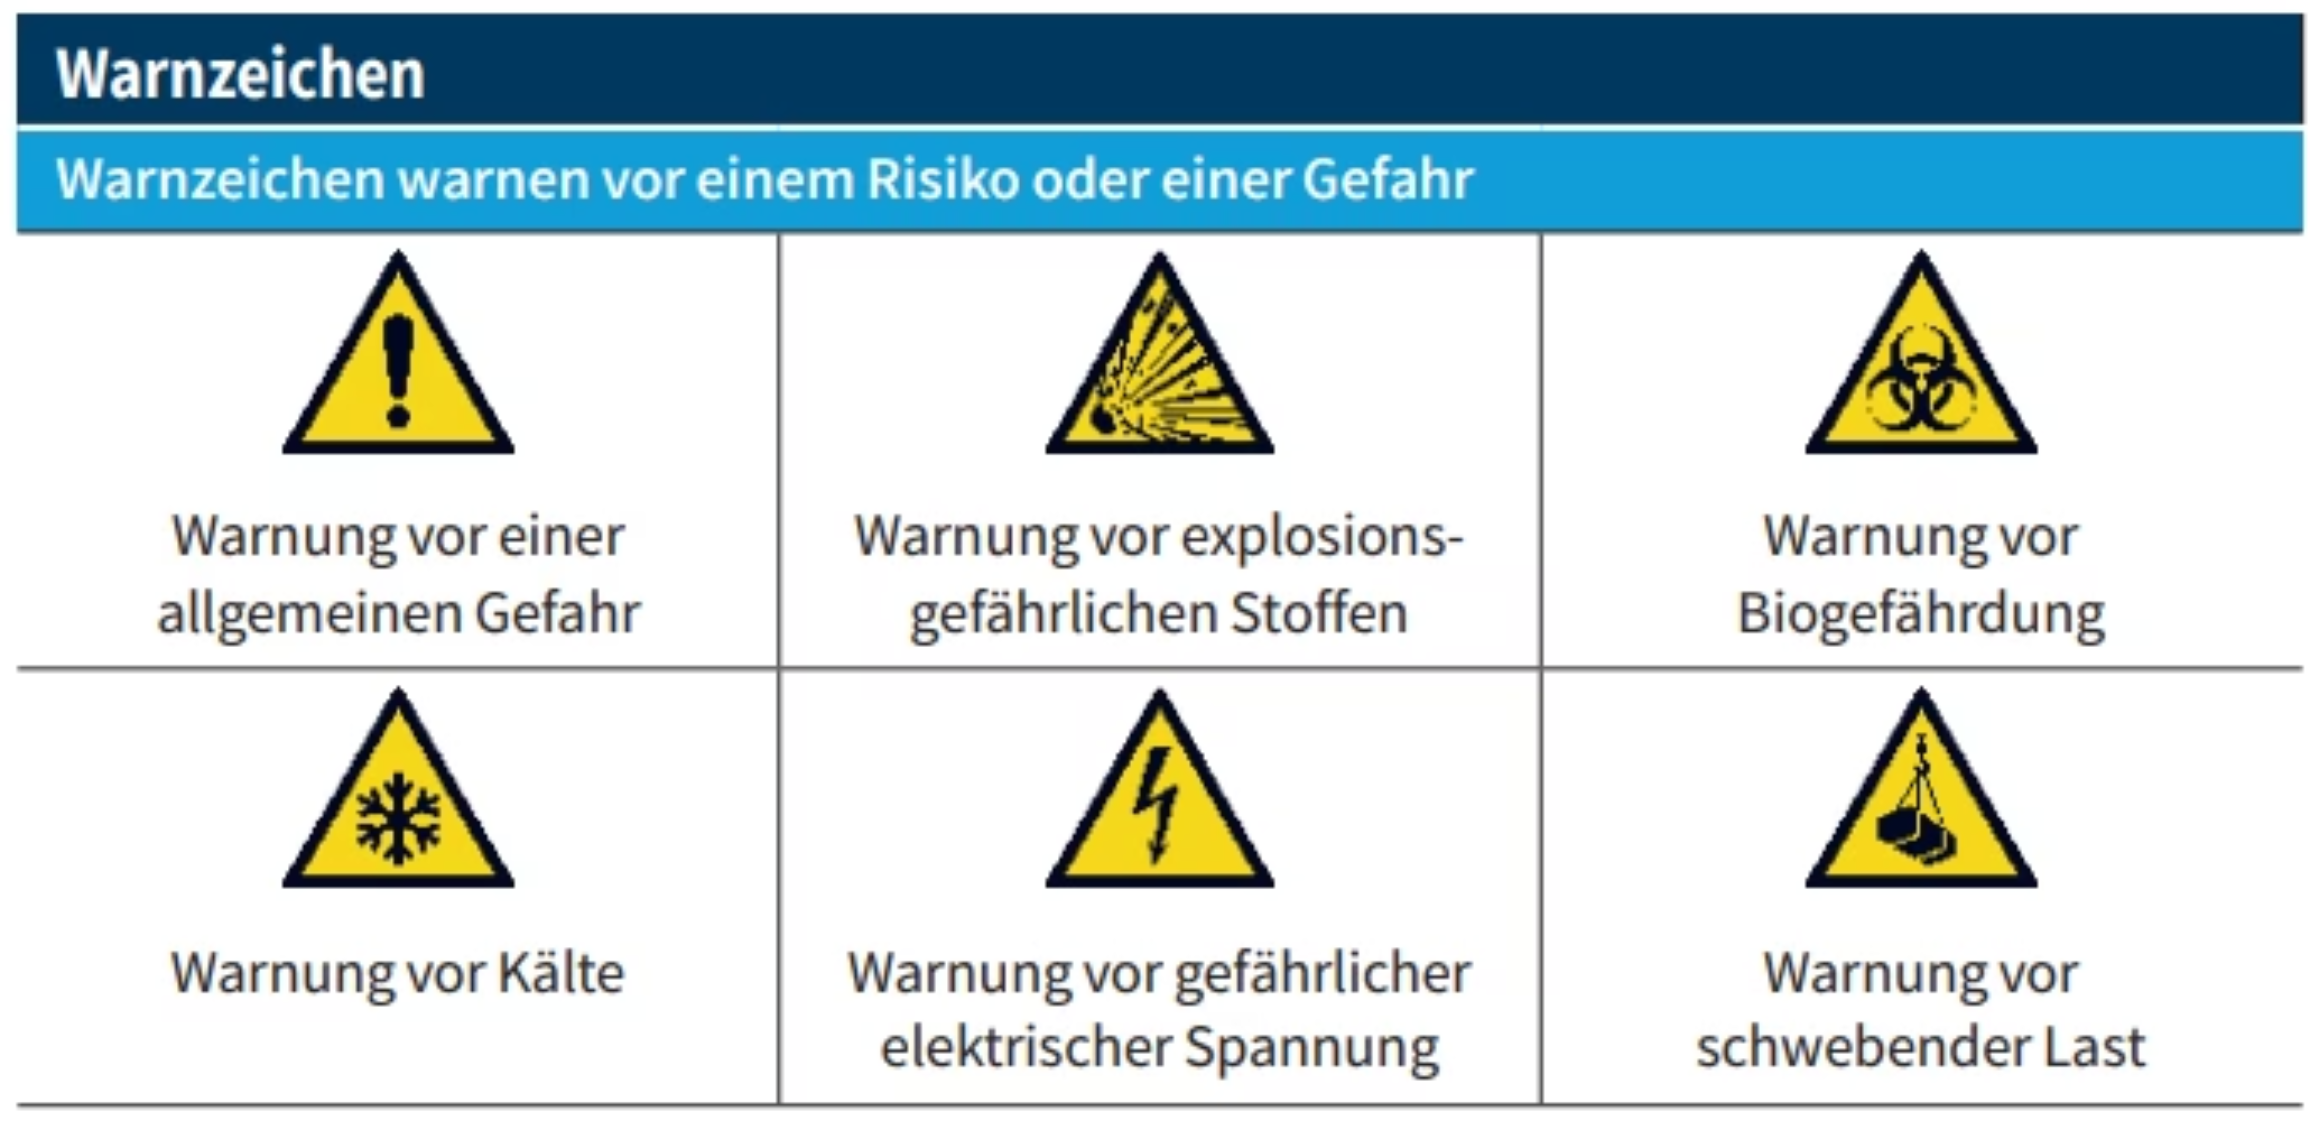 Warnzeichen
Warnzeichen warnen vor einem Risiko oder einer Gefahr
Warnung vor einer
allgemeinen Gefahr
Warnung vor explosions-
gefährlichen Stoffen
Warnung vor
Biogefährdung
Warnung vor Kälte
Warnung vor gefährlicher
elektrischer Spannung
Warnung vor
schwebender Last